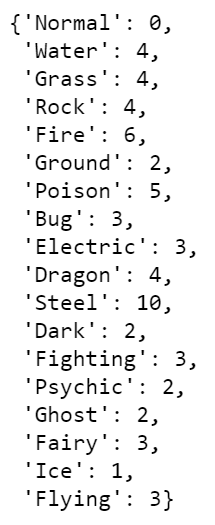 {'Normal': 0,
'Water': 4,
'Grass': 4,
'Rock': 4,
'Fire': 6,
'Ground': 2,
'Poison': 5,
'Bug': 3,
'Electric': 3,
'Dragon': 4,
'Steel': 10,
'Dark': 2,
'Fighting': 3,
'Psychic': 2,
'Ghost': 2,
'Fairy': 3,
'Ice': 1,
'Flying': 3}